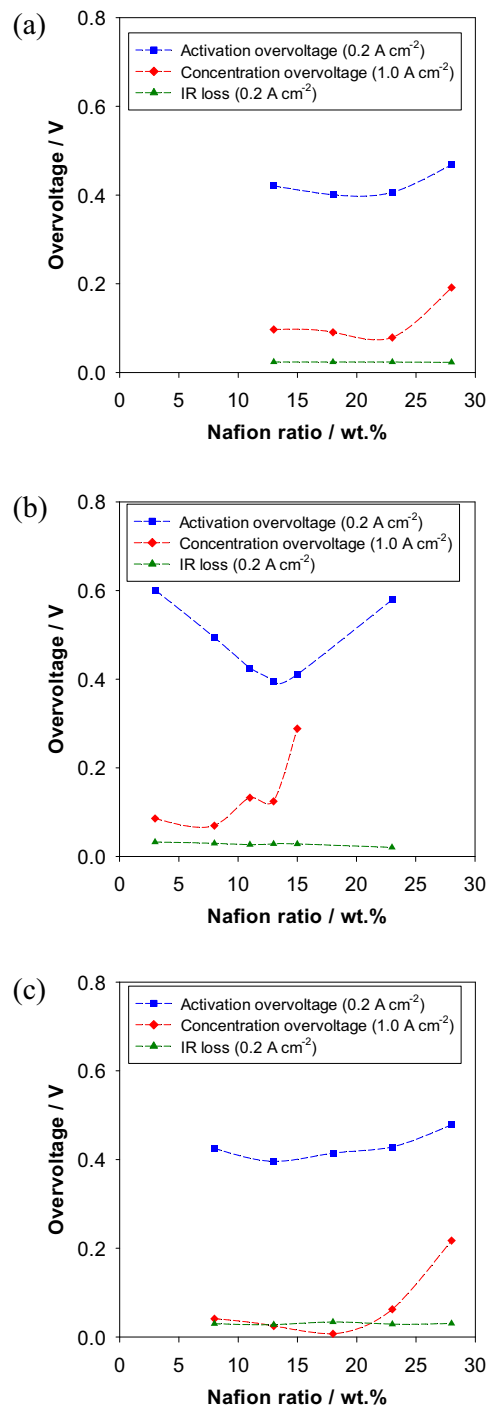 (a)
0.8
Activation overvoltage (0.2 A cm⁻²)
Concentration overvoltage (1.0 A cm⁻²)
IR loss (0.2 A cm⁻²)
0.6
0.4
0.2
0.0
Overvoltage / V
0 5 10 15 20 25 30
Nafion ratio / wt.%
(b)
0.8
Activation overvoltage (0.2 A cm⁻²)
Concentration overvoltage (1.0 A cm⁻²)
IR loss (0.2 A cm⁻²)
0.6
0.4
0.2
0.0
Overvoltage / V
0 5 10 15 20 25 30
Nafion ratio / wt.%
(c)
0.8
Activation overvoltage (0.2 A cm⁻²)
Concentration overvoltage (1.0 A cm⁻²)
IR loss (0.2 A cm⁻²)
0.6
0.4
0.2
0.0
Overvoltage / V
0 5 10 15 20 25 30
Nafion ratio / wt.%